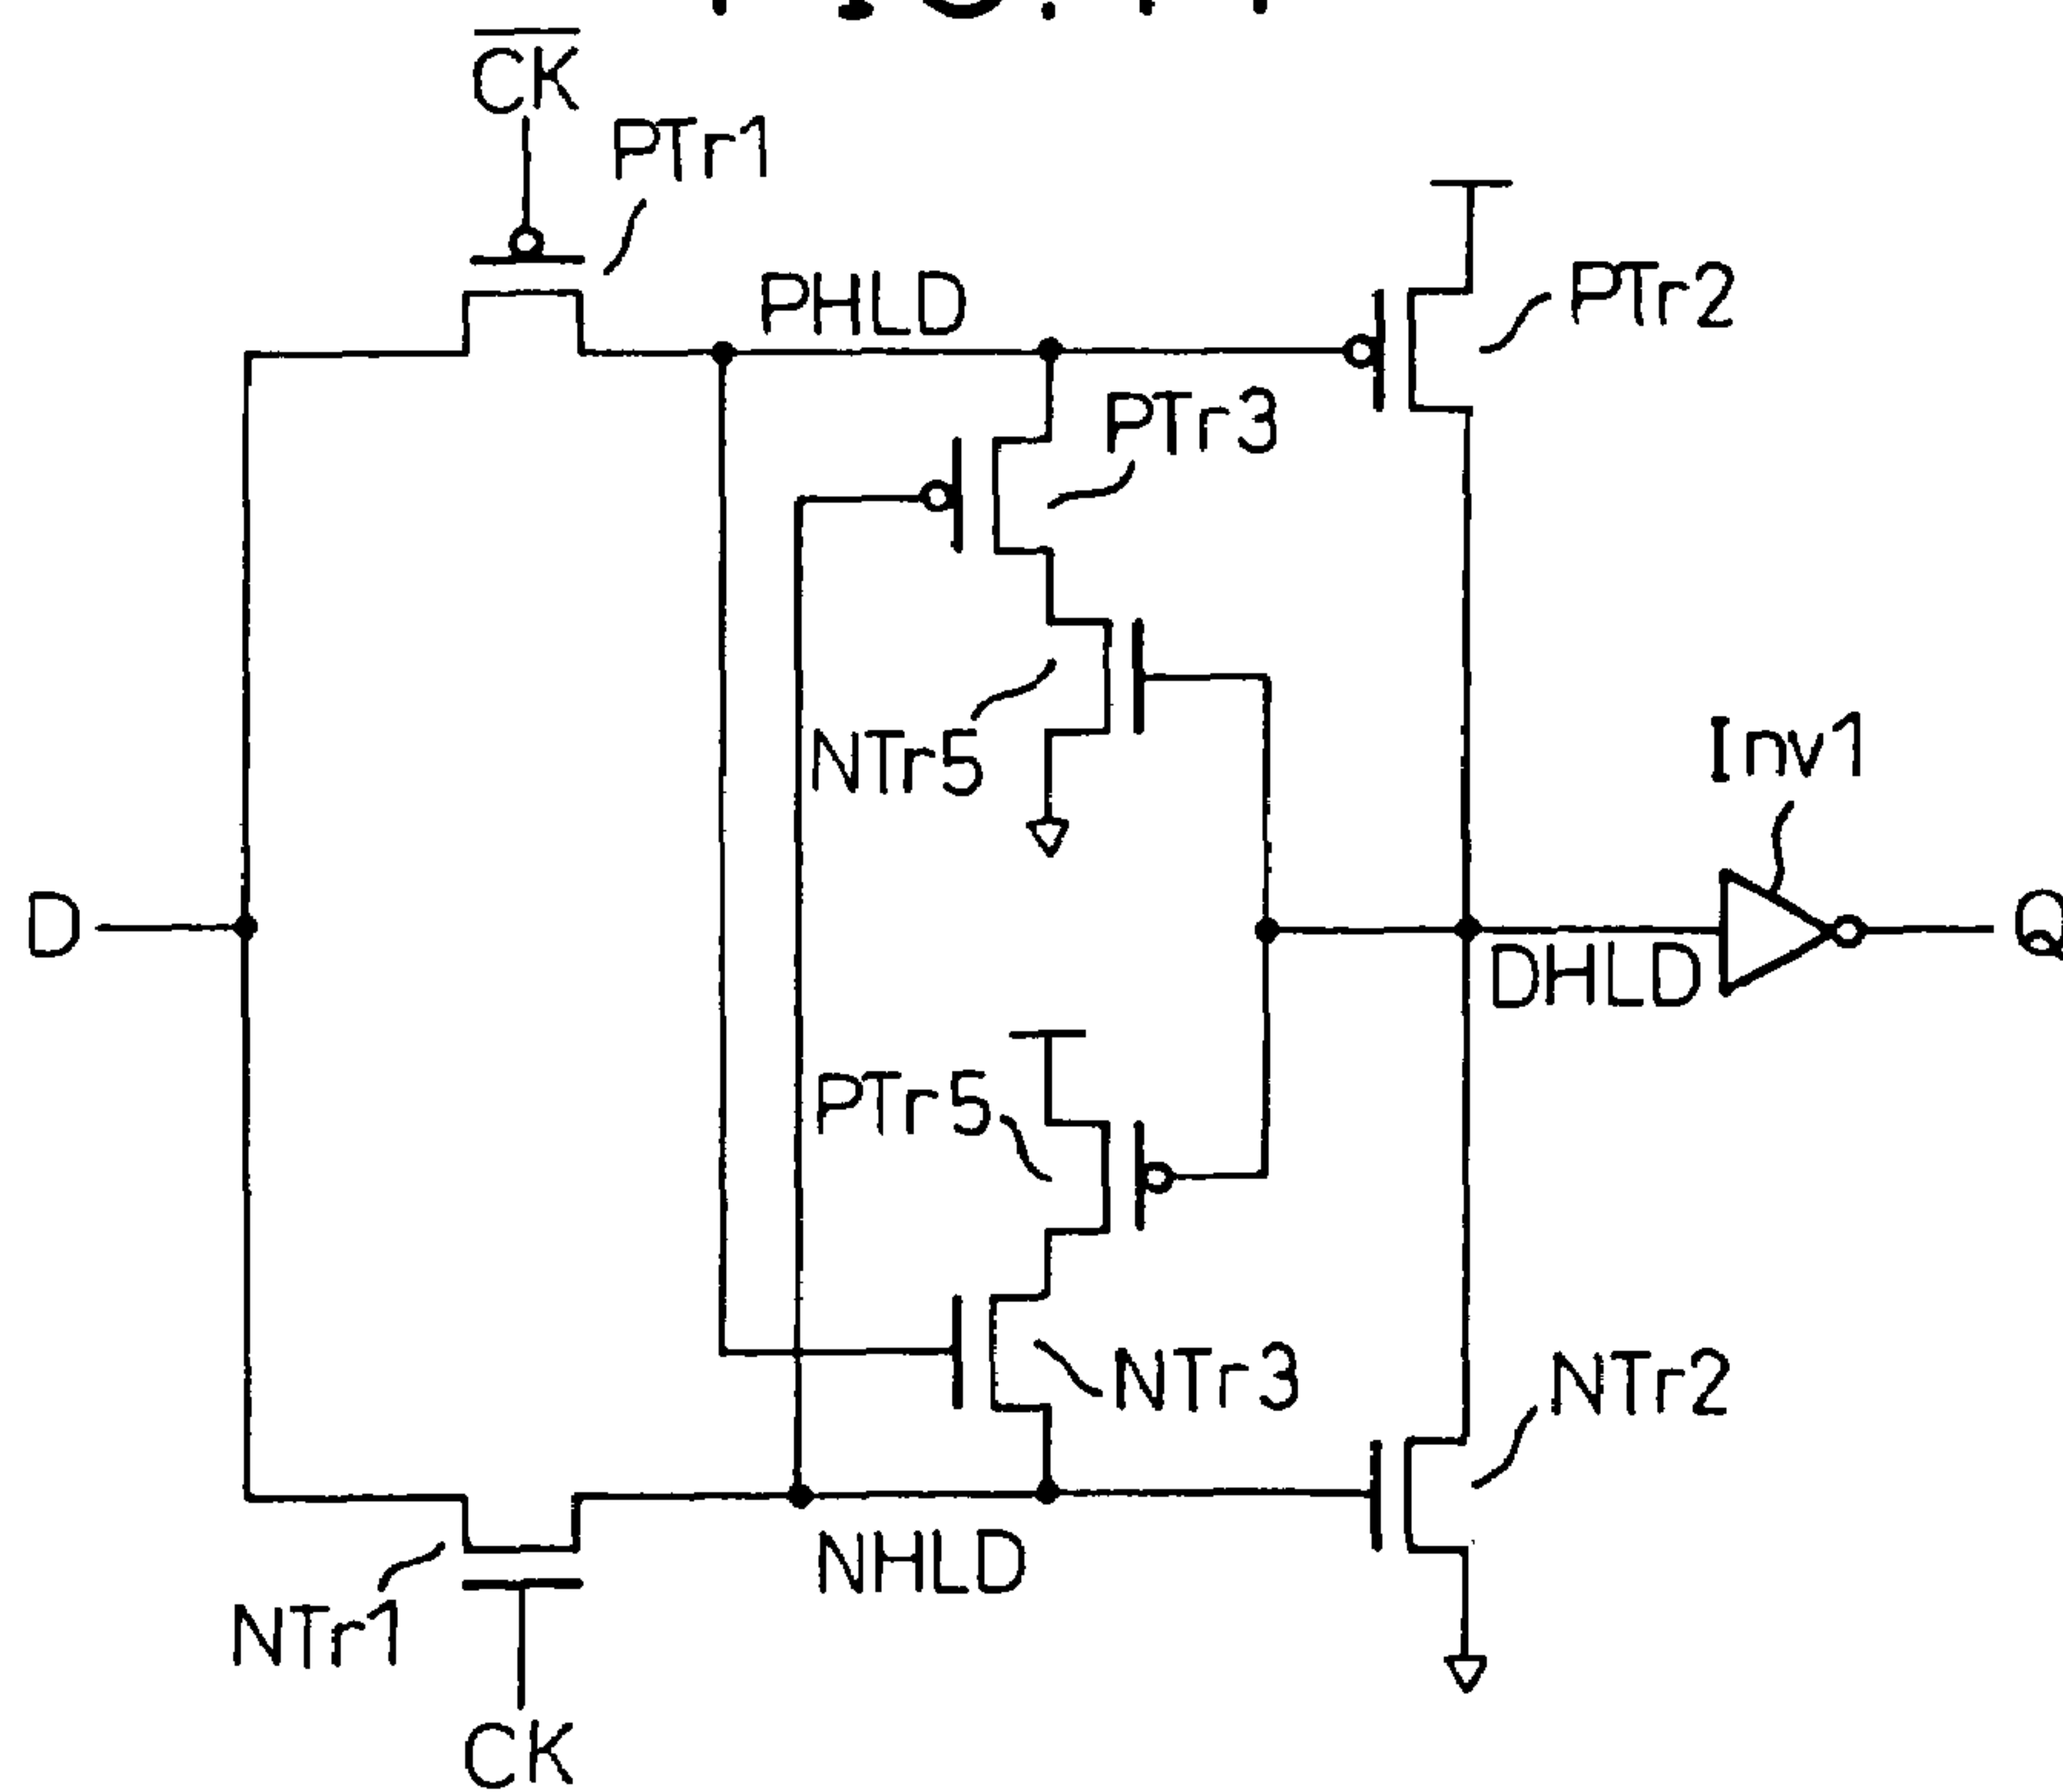 CK
PTr1
PHLD
PTr2
PTr3
NTr5
Inv1
D
Q
DHLD
PTr5
NTr3
NTr2
NHLD
NTr1
CK